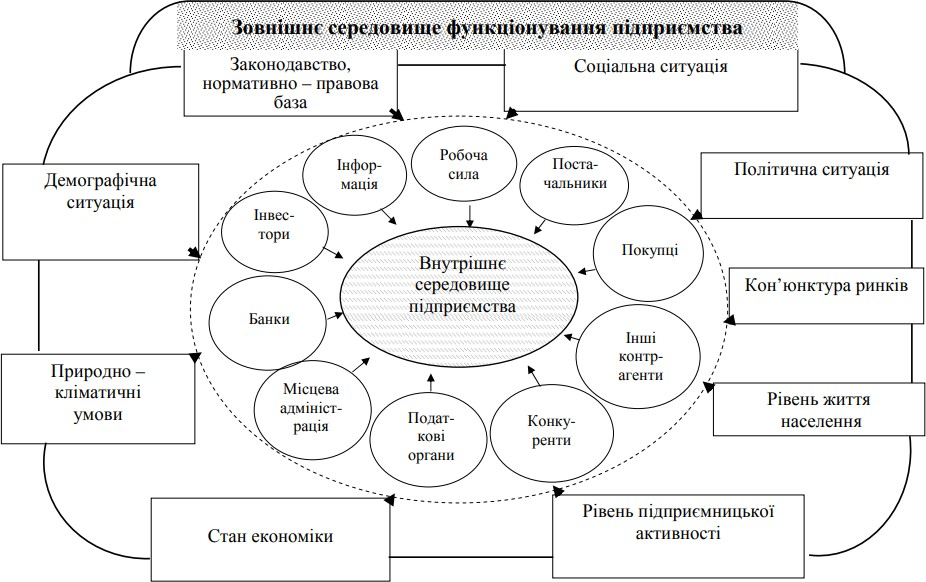 Зовнішнє середовище функціонування підприємства
Законодавство,
нормативно – правова
база
Соціальна ситуація
Демографічна
ситуація
Політична ситуація
Кон’юнктура ринків
Природно –
кліматичні
умови
Рівень життя
населення
Стан економіки
Рівень підприємницької
активності
Інфор-
мація
Робоча
сила
Поста-
чальники
Інвес-
тори
Покупці
Банки
Інші
контр-
агенти
Місцева
адмініст-
рація
Подат-
кові
органи
Конку-
ренти
Внутрішнє
середовище
підприємства